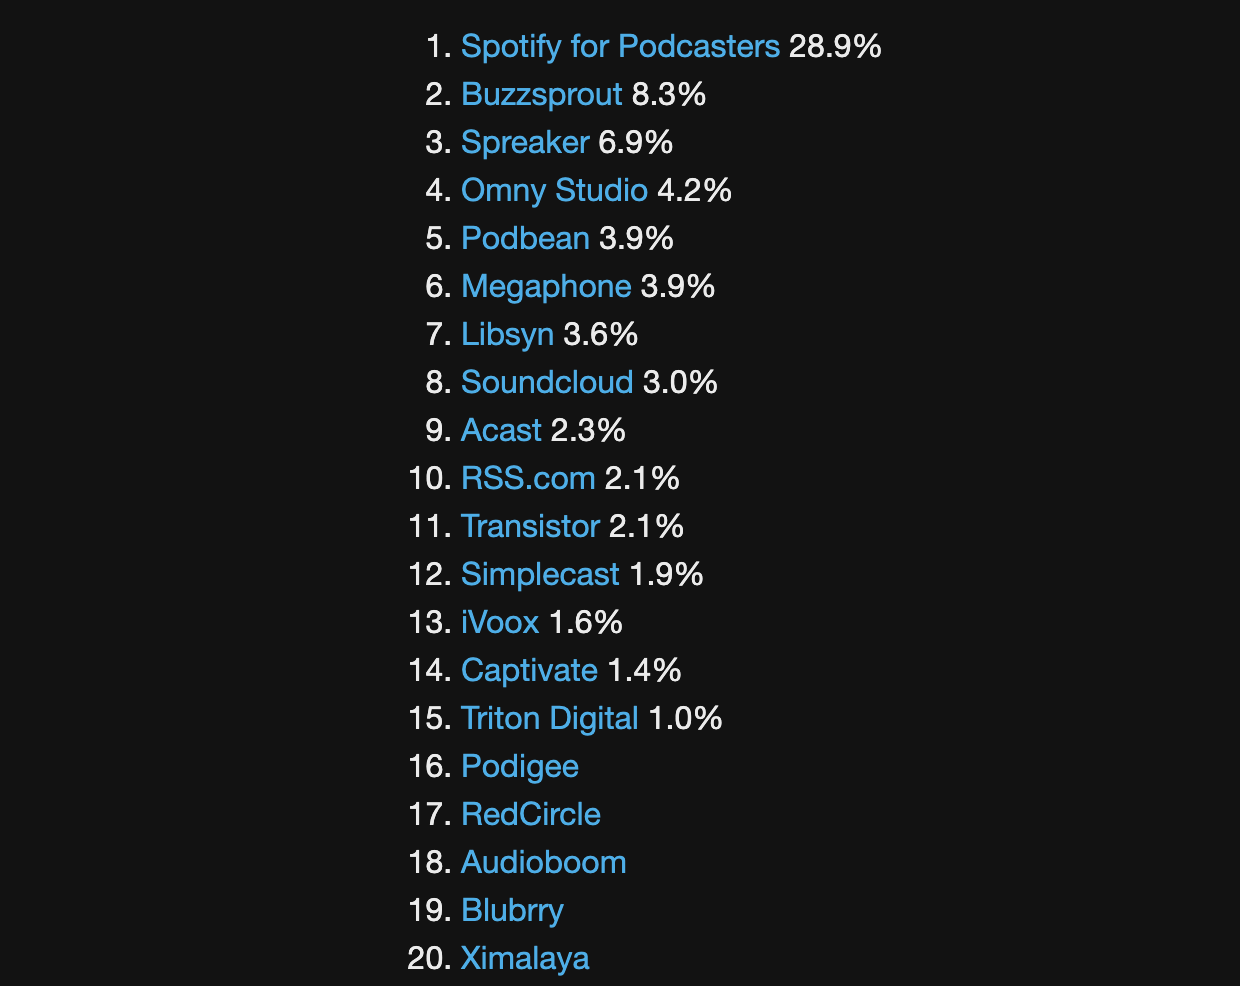 1. Spotify for Podcasters 28.9%
2. Buzzsprout 8.3%
3. Spreaker 6.9%
4. Omny Studio 4.2%
5. Podbean 3.9%
6. Megaphone 3.9%
7. Libsyn 3.6%
8. Soundcloud 3.0%
9. Acast 2.3%
10. RSS.com 2.1%
11. Transistor 2.1%
12. Simplecast 1.9%
13. iVoox 1.6%
14. Captivate 1.4%
15. Triton Digital 1.0%
16. Podigee
17. RedCircle
18. Audioboom
19. Blubrry
20. Ximalaya